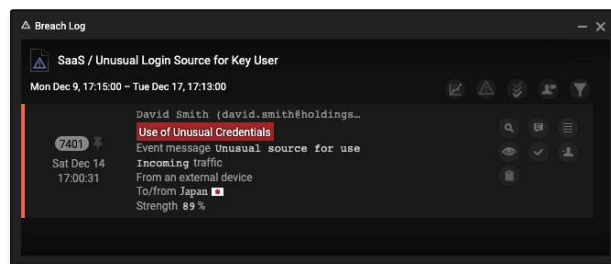 Breach Log
SaaS / Unusual Login Source for Key User
Mon Dec 9, 17:15:00 – Tue Dec 17, 17:13:00
David Smith (david.smith@holdings…
Use of Unusual Credentials
7401
Event message Unusual source for use
Sat Dec 14
Incoming traffic
17:00:31
From an external device
To/from Japan
Strength 89 %